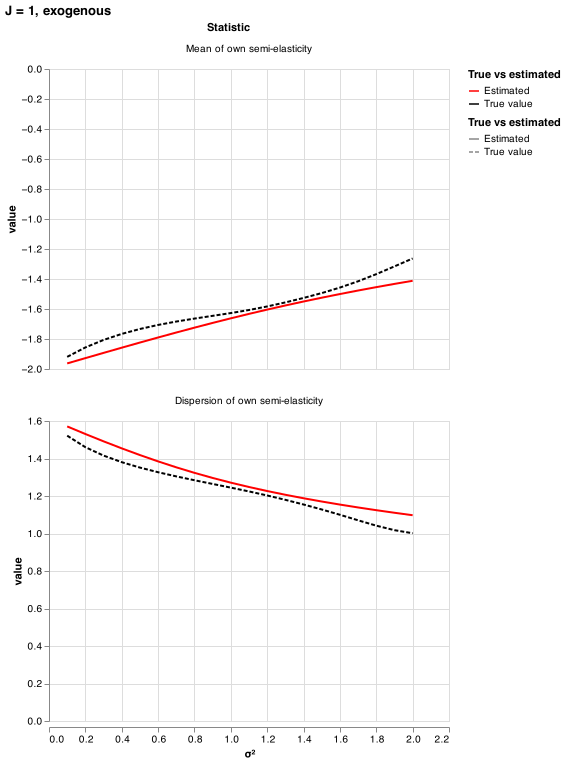 J = 1, exogenous
Statistic
Mean of own semi-elasticity
0.0
−0.2
−0.4
−0.6
−0.8
−1.0
−1.2
−1.4
−1.6
−1.8
−2.0
value
True vs estimated
Estimated
True value
True vs estimated
Estimated
True value
Dispersion of own semi-elasticity
1.6
1.4
1.2
1.0
0.8
0.6
0.4
0.2
0.0
value
0.0 0.2 0.4 0.6 0.8 1.0 1.2 1.4 1.6 1.8 2.0 2.2
σ²